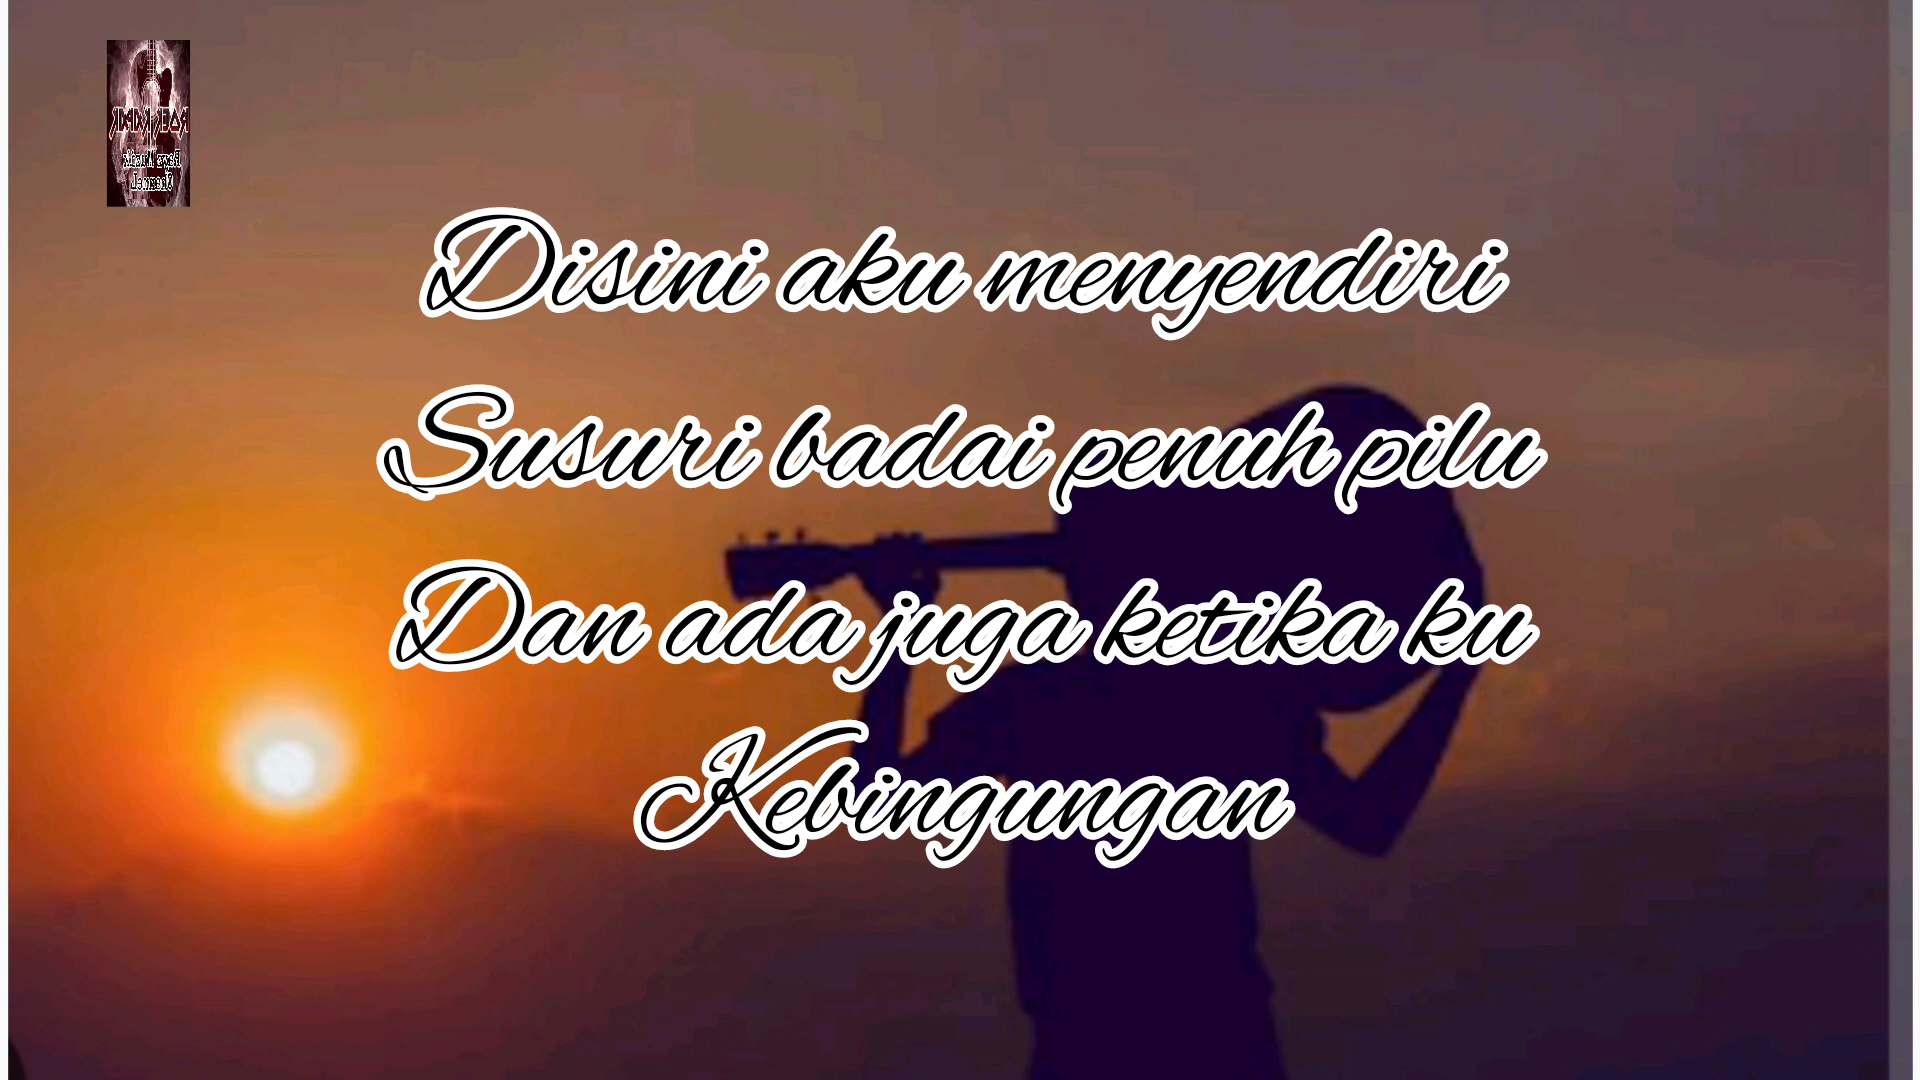 Disini aku menyendiri
Susuri badai penuh pilu
Dan ada juga ketika ku
Kebingungan